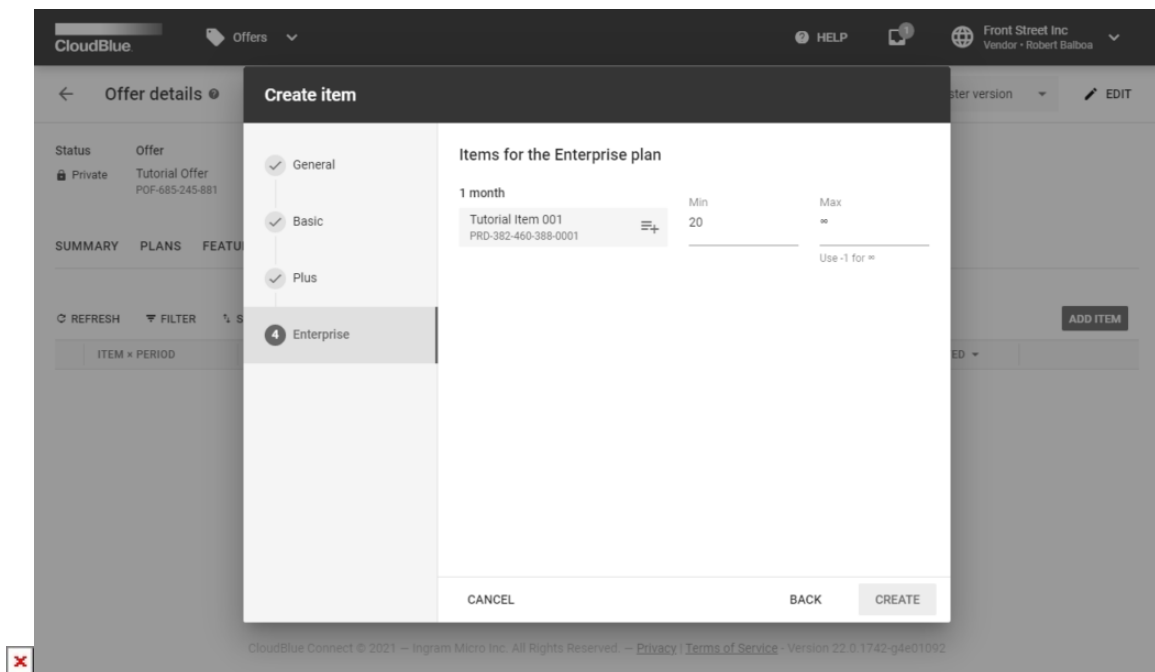 CloudBlue
Offers
HELP
1
Front Street Inc
Vendor • Robert Balboa
← Offer details
Create item
ster version
EDIT
Status
Offer
Private
Tutorial Offer
POF-685-245-881
SUMMARY PLANS FEATU
REFRESH FILTER S
ADD ITEM
ITEM × PERIOD
ED
General
Basic
Plus
4 Enterprise
Items for the Enterprise plan
1 month
Tutorial Item 001
PRD-382-460-388-0001
Min
20
Max
∞
Use -1 for ∞
CANCEL
BACK
CREATE
CloudBlue Connect © 2021 — Ingram Micro Inc. All Rights Reserved. — Privacy | Terms of Service - Version 22.0.1742-g4e01092